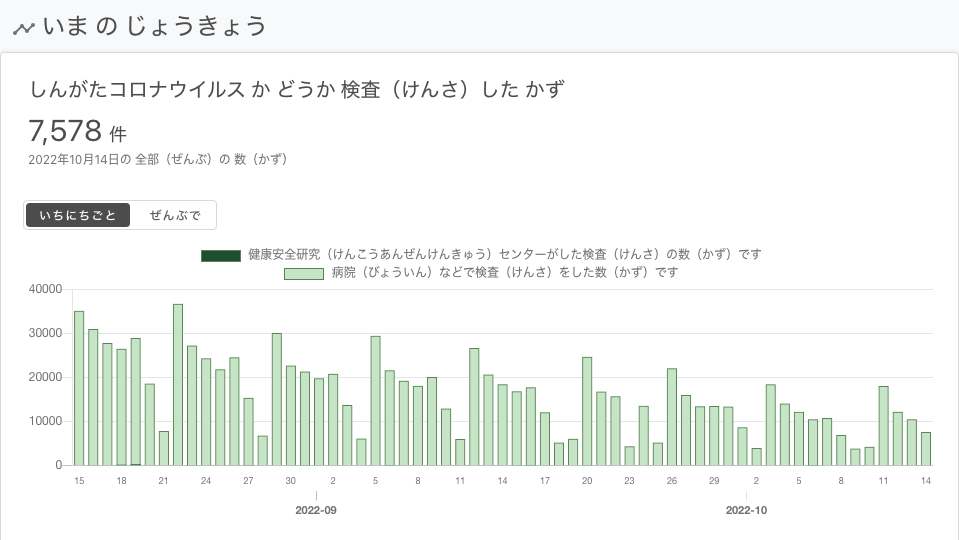 いま の じょうきょう
しんがたコロナウイルス か どうか 検査（けんさ）した かず
7,578 件
2022年10月14日の 全部（ぜんぶ）の 数（かず）
いちにちごと ぜんぶで
健康安全研究（けんこうあんぜんけんきゅう）センターがした検査（けんさ）の数（かず）です
病院（びょういん）などで検査（けんさ）をした数（かず）です
40000
30000
20000
10000
0
15 18 21 24 27 30 2 5 8 11 14 17 20 23 26 29 2 5 8 11 14
2022-09 2022-10